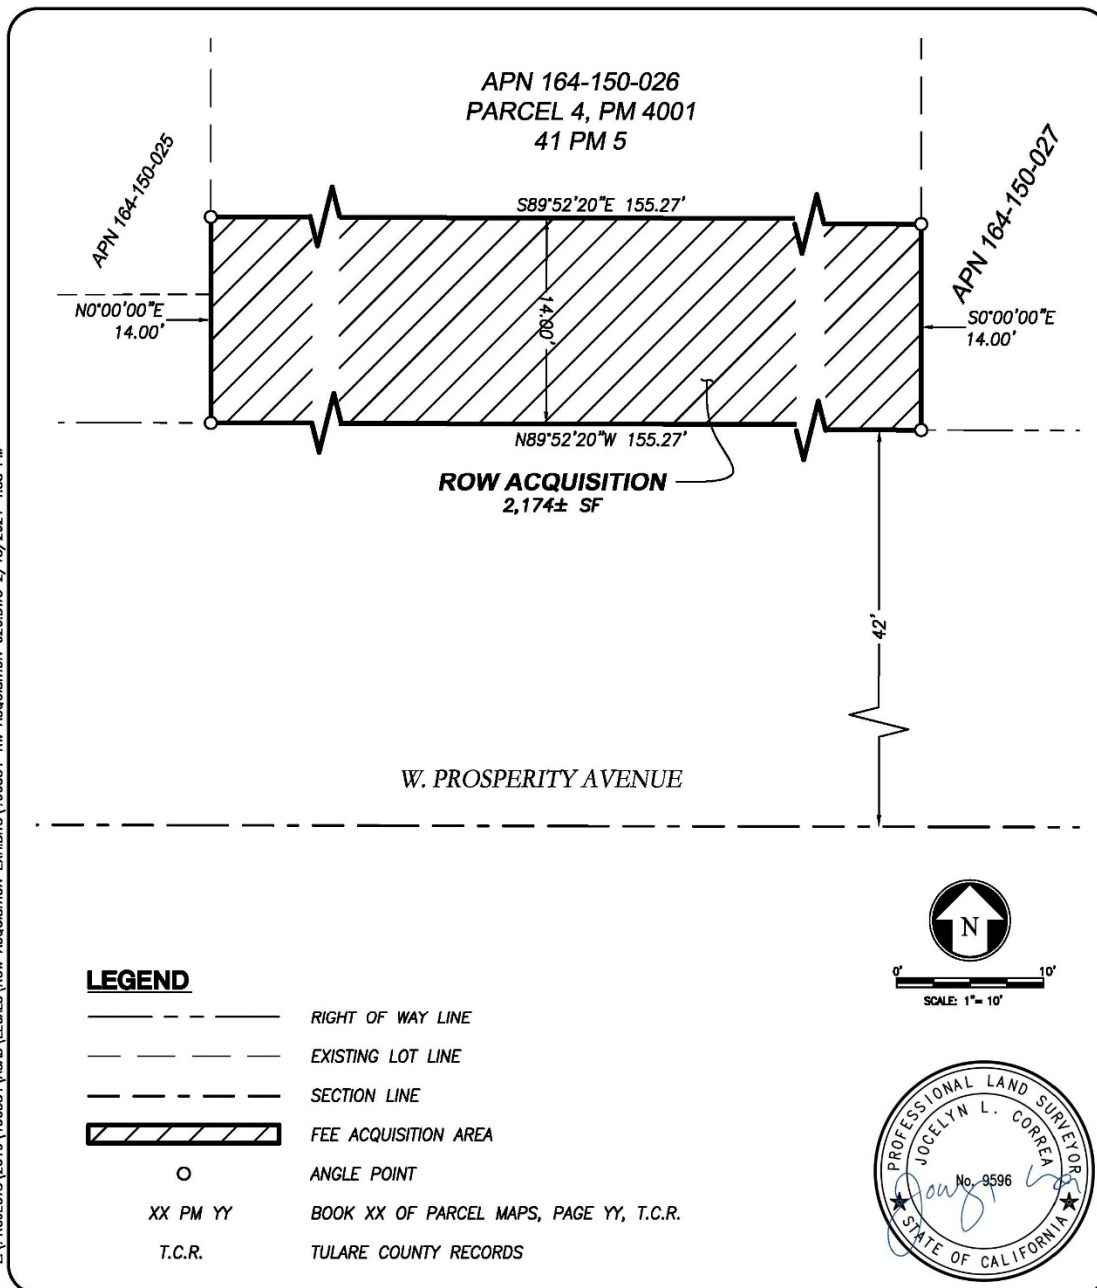 APN 164-150-026
PARCEL 4, PM 4001
41 PM 5
APN 164-150-025
APN 164-150-027
S89°52'20"E 155.27'
N0°00'00"E
14.00'
14.00'
S0°00'00"E
14.00'
N89°52'20"W 155.27'
ROW ACQUISITION
2,174± SF
42'
W. PROSPERITY AVENUE
N
0' 10'
SCALE: 1"= 10'
LEGEND
RIGHT OF WAY LINE
EXISTING LOT LINE
SECTION LINE
FEE ACQUISITION AREA
ANGLE POINT
XX PM YY BOOK XX OF PARCEL MAPS, PAGE YY, T.C.R.
T.C.R. TULARE COUNTY RECORDS
PROFESSIONAL LAND SURVEYOR
JOCELYN L. CORREA
No. 9596
STATE OF CALIFORNIA